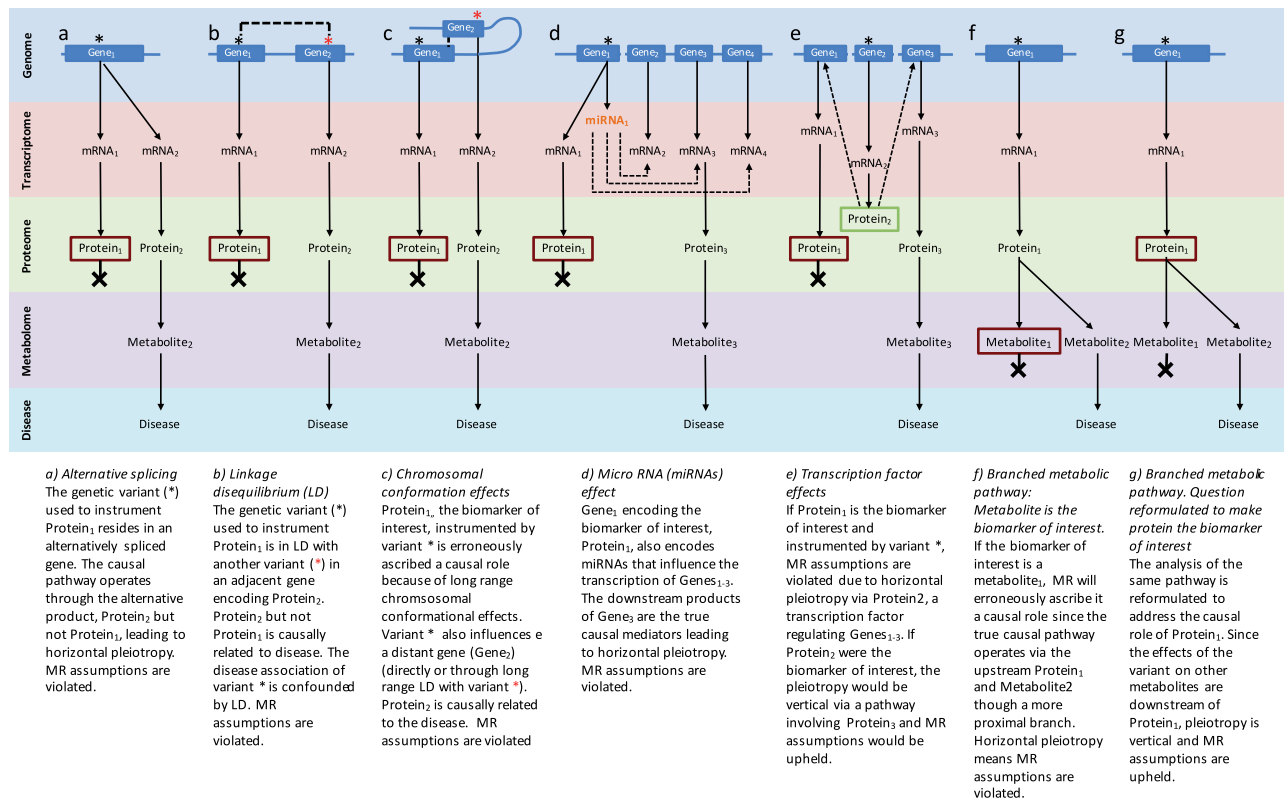 Genome
a
*
Gene1
b
*
Gene1
*
Gene2
c
*
Gene2
*
Gene1
d
*
Gene1
Gene2
Gene3
Gene4
e
*
Gene1
Gene2
Gene3
f
*
Gene1
g
*
Gene1
Transcriptome
mRNA1
mRNA2
mRNA1
mRNA2
mRNA1
mRNA2
mRNA1
miRNA1
mRNA2
mRNA3
mRNA4
mRNA1
mRNA2
mRNA3
mRNA1
mRNA1
Proteome
Protein1
Protein2
Protein1
Protein2
Protein1
Protein2
Protein1
Protein3
Protein1
Protein2
Protein3
Protein1
Protein1
Metabolome
Metabolite2
Metabolite2
Metabolite2
Metabolite3
Metabolite3
Metabolite1
Metabolite2
Metabolite1
Metabolite2
Disease
Disease
Disease
Disease
Disease
Disease
Disease
Disease
a) Alternative splicing
The genetic variant (*)
used to instrument
Protein1 resides in an
alternatively spliced
gene. The causal
pathway operates
through the alternative
product, Protein2 but
not Protein1, leading to
horizontal pleiotropy.
MR assumptions are
violated.
b) Linkage
disequilibrium (LD)
The genetic variant (*)
used to instrument
Protein1 is in LD with
another variant (*) in
an adjacent gene
encoding Protein2.
Protein2 but not
Protein1 is causally
related to disease. The
disease association of
variant * is confounded
by LD. MR
assumptions are
violated.
c) Chromosomal
conformation effects
Protein1,, the biomarker of
interest, instrumented by
variant * is erroneously
ascribed a causal role
because of long range
chromsosomal
conformational effects.
Variant * also influences e
a distant gene (Gene2)
(directly or through long
range LD with variant *).
Protein2 is causally related
to the disease. MR
assumptions are violated
d) Micro RNA (miRNAs)
effect
Gene1 encoding the
biomarker of interest,
Protein1, also encodes
miRNAs that influence the
transcription of Genes1-3.
The downstream products
of Gene3 are the true
causal mediators leading
to horizontal pleiotropy.
MR assumptions are
violated.
e) Transcription factor
effects
If Protein1 is the biomarker
of interest and
instrumented by variant *,
MR assumptions are
violated due to horizontal
pleiotropy via Protein2, a
transcription factor
regulating Genes1-3. If
Protein2 were the
biomarker of interest, the
pleiotropy would be
vertical via a pathway
involving Protein3 and MR
assumptions would be
upheld.
f) Branched metabolic
pathway:
Metabolite is the
biomarker of interest.
If the biomarker of
interest is a
metabolite1, MR will
erroneously ascribe it
a causal role since the
true causal pathway
operates via the
upstream Protein1
and Metabolite2
though a more
proximal branch.
Horizontal pleiotropy
means MR
assumptions are
violated.
g) Branched metabolic
pathway. Question
reformulated to make
protein the biomarker
of interest
The analysis of the
same pathway is
reformulated to
address the causal
role of Protein1. Since
the effects of the
variant on other
metabolites are
downstream of
Protein1, pleiotropy is
vertical and MR
assumptions are
upheld.